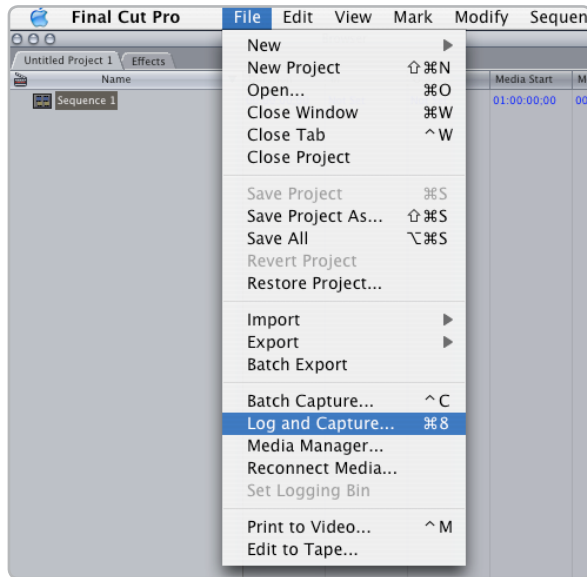 Final Cut Pro File Edit View Mark Modify Sequen
Untitled Project 1 Effects
Name Media Start M
Sequence 1 01:00:00;00 00
New
New Project ⇧⌘N
Open... ⌘O
Close Window ⌘W
Close Tab ^W
Close Project
Save Project ⌘S
Save Project As... ⇧⌘S
Save All ⌥⌘S
Revert Project
Restore Project...
Import
Export
Batch Export
Batch Capture... ^C
Log and Capture... ⌘8
Media Manager...
Reconnect Media...
Set Logging Bin
Print to Video... ^M
Edit to Tape...